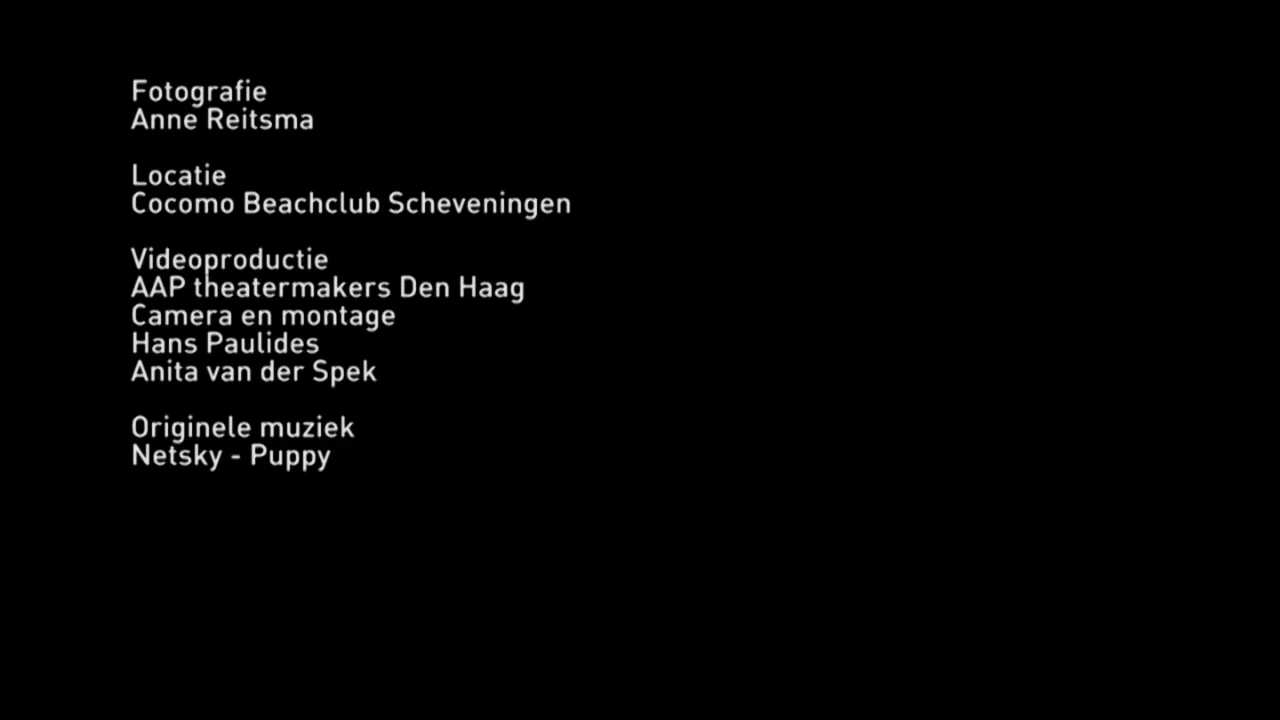 Fotografie
Anne Reitsma
Locatie
Cocomo Beachclub Scheveningen
Videoproductie
AAP theatermakers Den Haag
Camera en montage
Hans Paulides
Anita van der Spek
Originele muziek
Netsky - Puppy